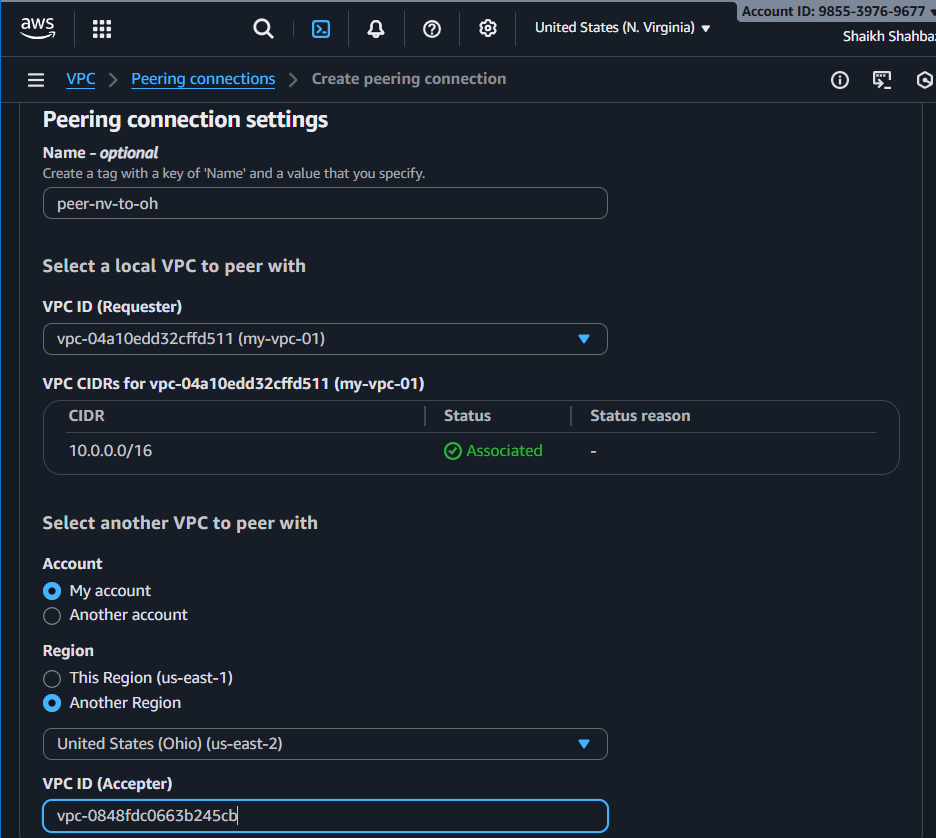 aws
United States (N. Virginia) ▼
Account ID: 9855-3976-9677
Shaikh Shahba
VPC > Peering connections > Create peering connection
Peering connection settings
Name - optional
Create a tag with a key of 'Name' and a value that you specify.
peer-nv-to-oh
Select a local VPC to peer with
VPC ID (Requester)
vpc-04a10edd32cffd511 (my-vpc-01)
VPC CIDRs for vpc-04a10edd32cffd511 (my-vpc-01)
CIDR Status Status reason
10.0.0.0/16 Associated -
Select another VPC to peer with
Account
My account
Another account
Region
This Region (us-east-1)
Another Region
United States (Ohio) (us-east-2)
VPC ID (Accepter)
vpc-0848fdc0663b245cb